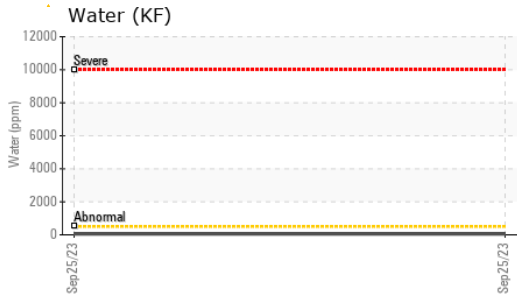 Water (KF)
12000
10000
8000
6000
4000
2000
0
Water (ppm)
Severe
Abnormal
Sep25/23
Sep25/23